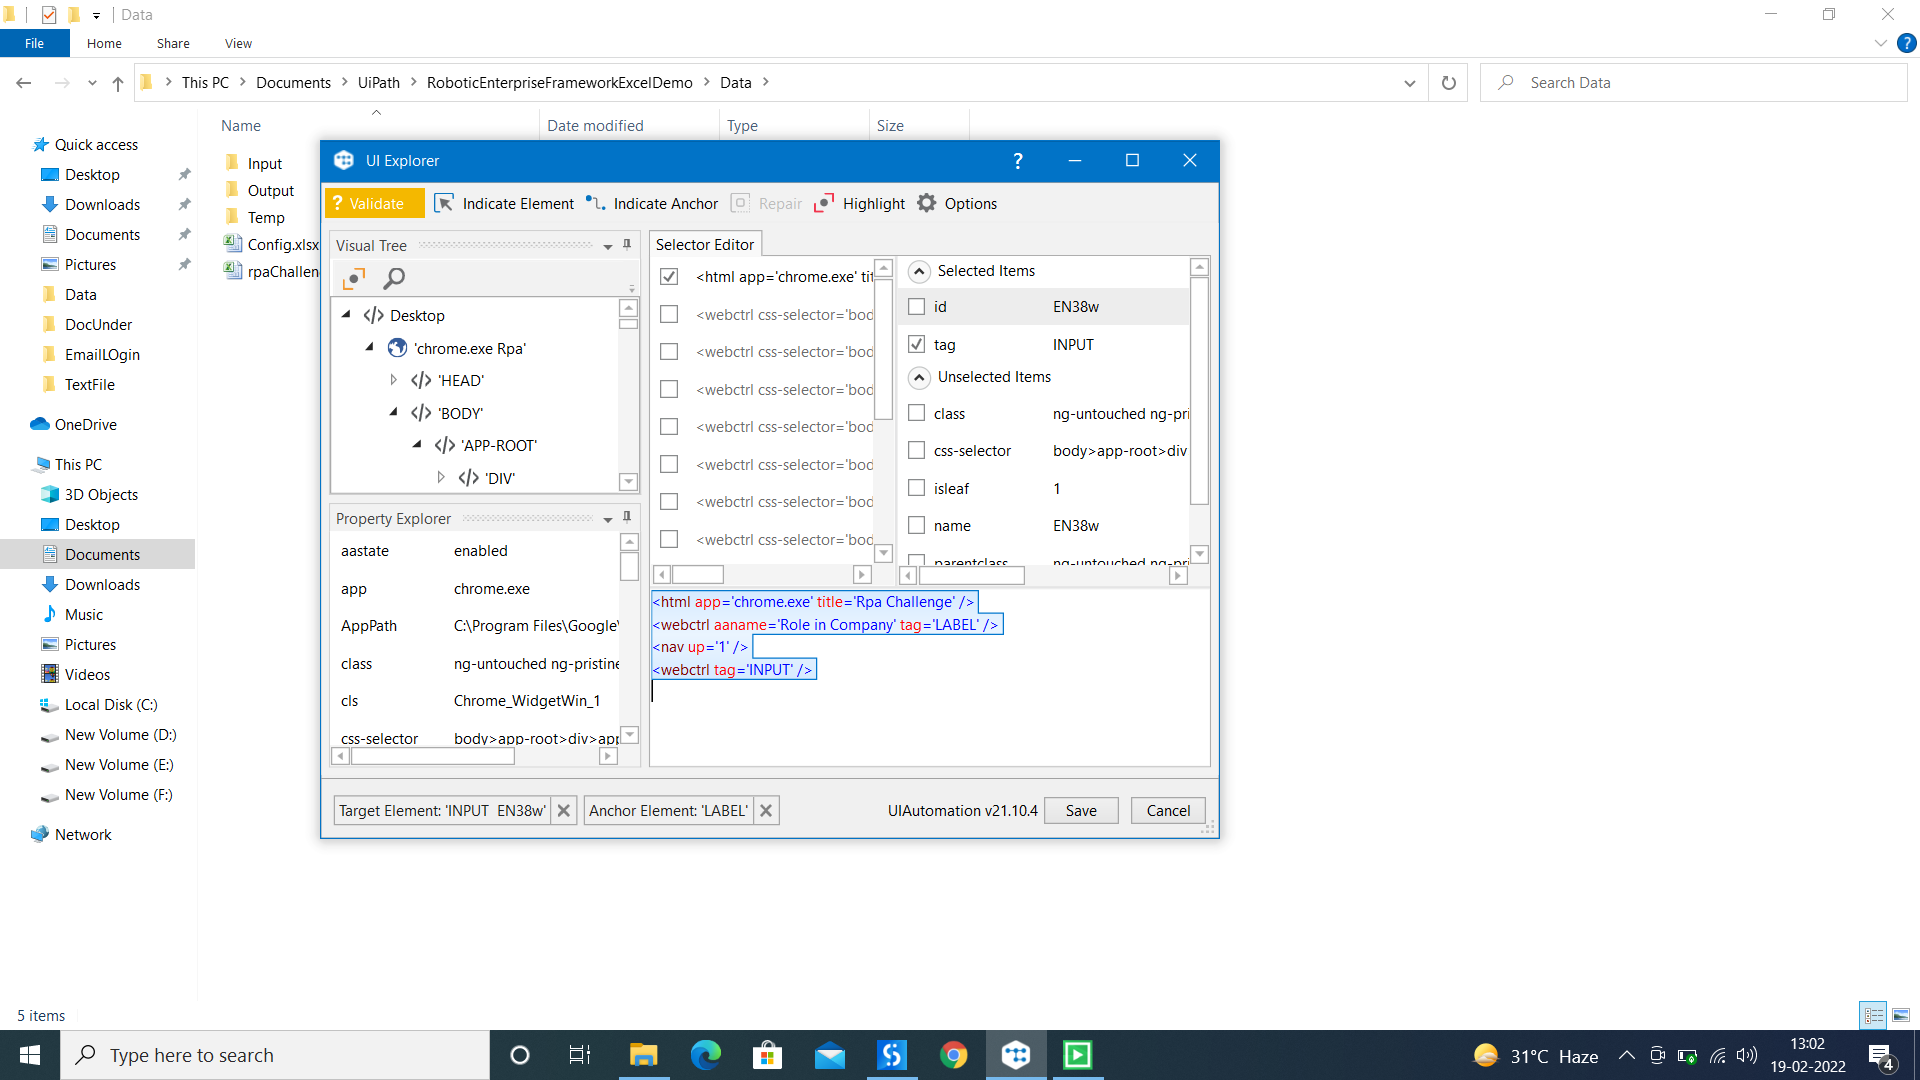 Data
File
Home
Share
View
This PC
Documents
UiPath
RoboticEnterpriseFrameworkExcelDemo
Data
Search Data
Name
Date modified
Type
Size
Quick access
Desktop
Downloads
Documents
Pictures
Data
DocUnder
EmailLOgin
TextFile
OneDrive
This PC
3D Objects
Desktop
Documents
Downloads
Music
Pictures
Videos
Local Disk (C:)
New Volume (D:)
New Volume (E:)
New Volume (F:)
Network
Input
Output
Temp
Config.xlsx
rpaChallen
UI Explorer
?
? Validate
Indicate Element
Indicate Anchor
Repair
Highlight
Options
Visual Tree
</> Desktop
'chrome.exe Rpa'
</> 'HEAD'
</> 'BODY'
</> 'APP-ROOT'
</> 'DIV'
Property Explorer
aastate enabled
app chrome.exe
AppPath C:\Program Files\Google\
class ng-untouched ng-pristine
cls Chrome_WidgetWin_1
css-selector body>app-root>div>app
Selector Editor
<html app='chrome.exe' tit
<webctrl css-selector='bod
<webctrl css-selector='bod
<webctrl css-selector='bod
<webctrl css-selector='bod
<webctrl css-selector='bod
<webctrl css-selector='bod
<webctrl css-selector='bod
Selected Items
id EN38w
tag INPUT
Unselected Items
class ng-untouched ng-pri
css-selector body>app-root>div
isleaf 1
name EN38w
parentclass ng-untouched ng-pri
<html app='chrome.exe' title='Rpa Challenge' />
<webctrl aaname='Role in Company' tag='LABEL' />
<nav up='1' />
<webctrl tag='INPUT' />
Target Element: 'INPUT EN38w'
Anchor Element: 'LABEL'
UIAutomation v21.10.4
Save
Cancel
5 items
Type here to search
31°C Haze
13:02
19-02-2022
4